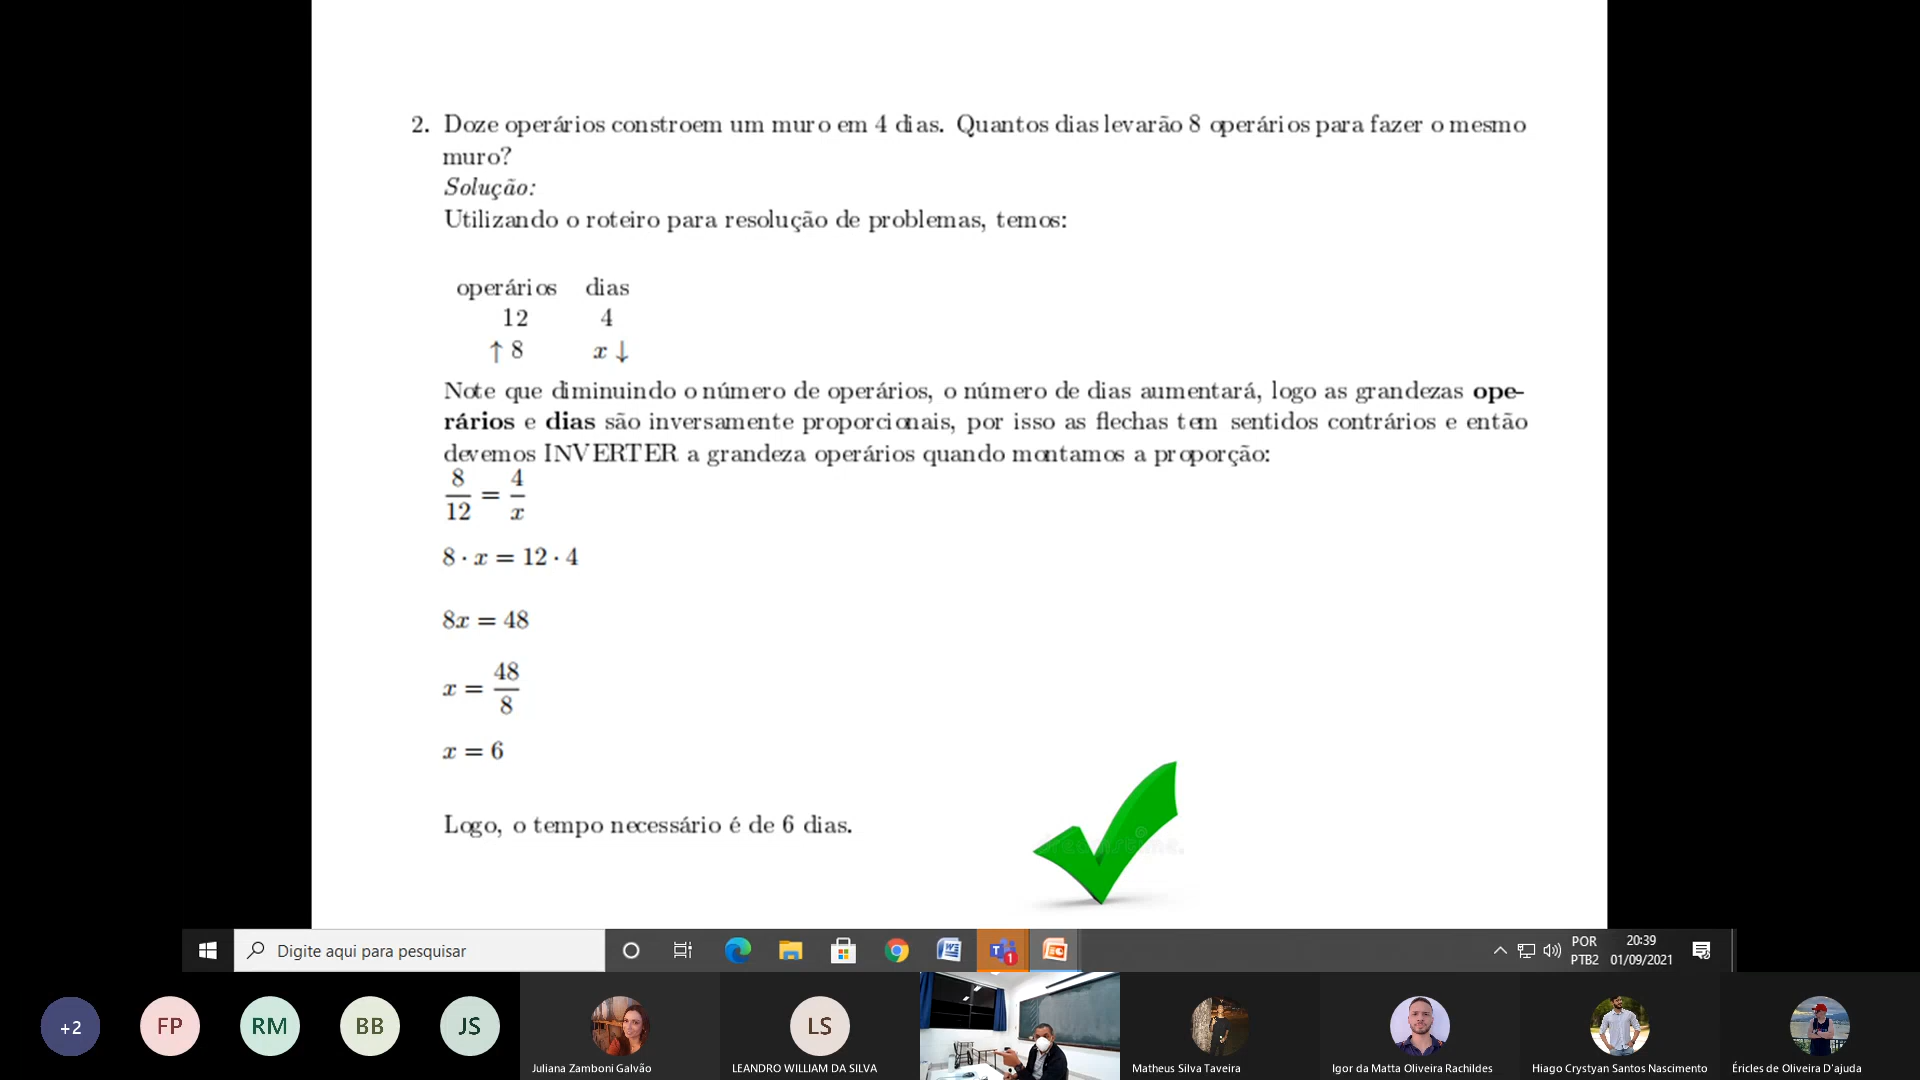 2. Doze operários constroem um muro em 4 dias. Quantos dias levarão 8 operários para fazer o mesmo
muro?
Solução:
Utilizando o roteiro para resolução de problemas, temos:
operários dias
12 4
↑ 8 x ↓
Note que diminuindo o número de operários, o número de dias aumentará, logo as grandezas ope-
rários e dias são inversamente proporcionais, por isso as flechas tem sentidos contrários e então
devemos INVERTER a grandeza operários quando montamos a proporção:
8/12 = 4/x
8 · x = 12 · 4
8x = 48
x = 48/8
x = 6
Logo, o tempo necessário é de 6 dias.
Digite aqui para pesquisar
1
POR
PTB2
20:39
01/09/2021
+2
FP
RM
BB
JS
Juliana Zamboni Galvão
LS
LEANDRO WILLIAM DA SILVA
Matheus Silva Taveira
Igor da Matta Oliveira Rachildes
Hiago Crystyan Santos Nascimento
Éricles de Oliveira D'ajuda